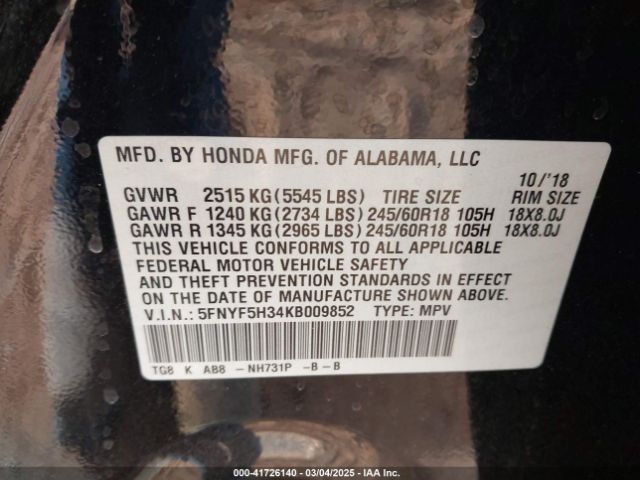 MFD. BY HONDA MFG. OF ALABAMA, LLC
10/'18
GVWR 2515 KG (5545 LBS) TIRE SIZE RIM SIZE
GAWR F 1240 KG (2734 LBS) 245/60R18 105H 18X8.0J
GAWR R 1345 KG (2965 LBS) 245/60R18 105H 18X8.0J
THIS VEHICLE CONFORMS TO ALL APPLICABLE
FEDERAL MOTOR VEHICLE SAFETY
AND THEFT PREVENTION STANDARDS IN EFFECT
ON THE DATE OF MANUFACTURE SHOWN ABOVE.
V.I.N.: 5FNYF5H34KB009852 TYPE: MPV
TG8 K AB8 -NH731P -B-B
000-41726140 - 03/04/2025 - IAA Inc.